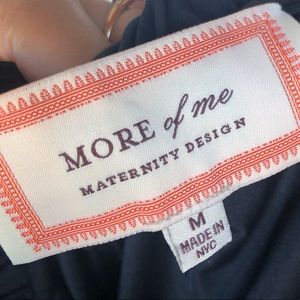 MORE of me
MATERNITY DESIGN
M
MADE IN
NYC